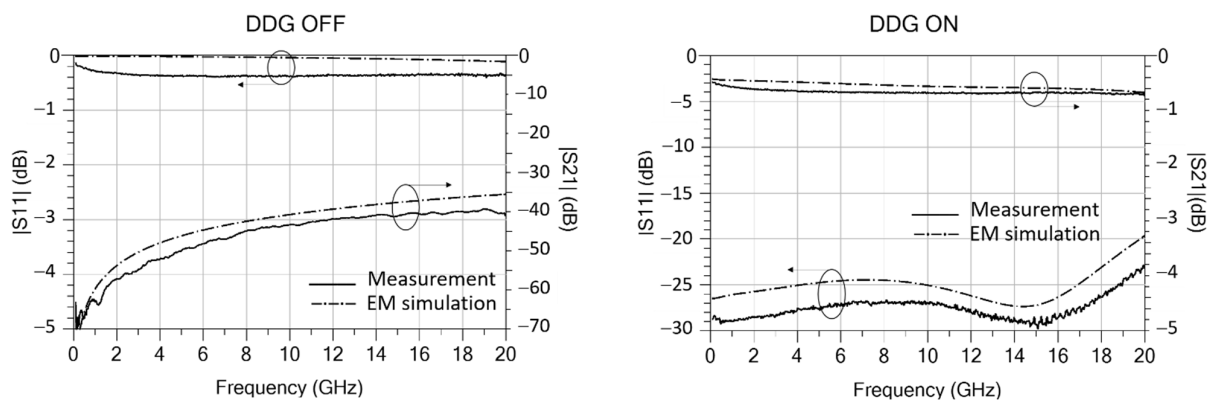 DDG OFF
0
−1
−2
−3
−4
−5
|S11| (dB)
0
−10
−20
−30
−40
−50
−60
−70
|S21| (dB)
Measurement
EM simulation
0 2 4 6 8 10 12 14 16 18 20
Frequency (GHz)
DDG ON
0
−5
−10
−15
−20
−25
−30
|S11| (dB)
0
−1
−2
−3
−4
−5
|S21|(dB)
Measurement
EM simulation
0 2 4 6 8 10 12 14 16 18 20
Frequency (GHz)